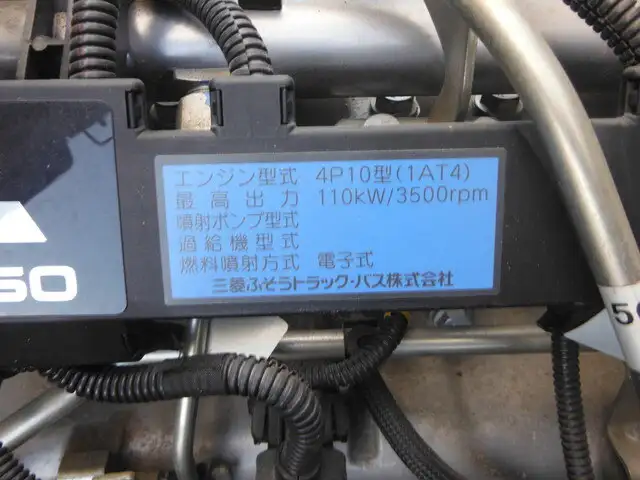 エンジン型式 4P10型(1AT4)
最高出力 110kW/3500rpm
噴射ポンプ型式
過給機型式
燃料噴射方式 電子式
三菱ふそうトラック・バス株式会社
50